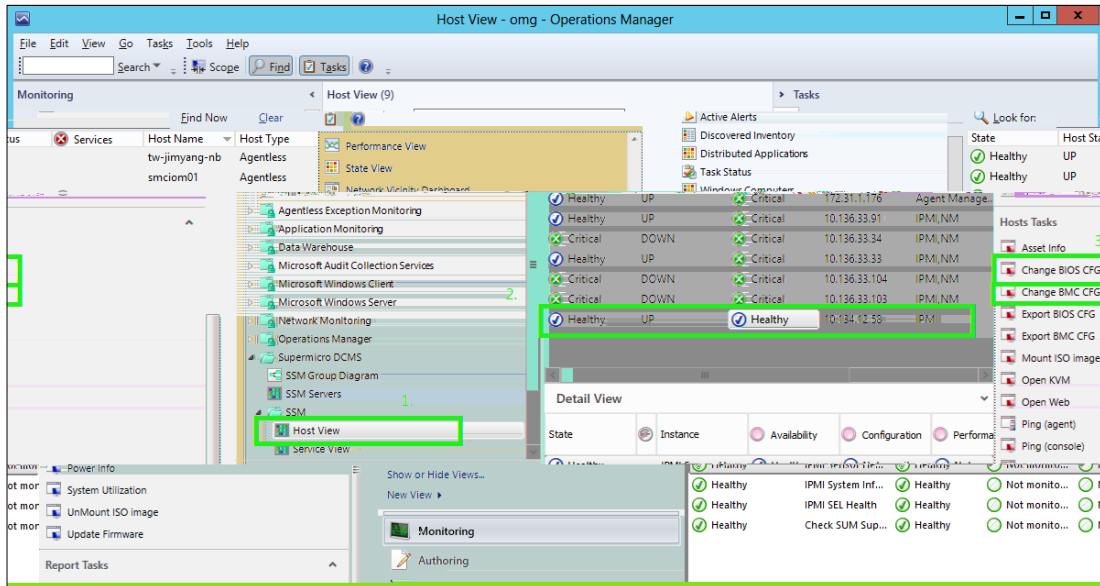 Host View - omg - Operations Manager
File Edit View Go Tasks Tools Help
Search Scope Find Tasks
Monitoring
Host View (9)
Tasks
Find Now Clear
Active Alerts
Look for:
Services Host Name Host Type
Performance View
Discovered Inventory
State
tw-jimyang-nb Agentless
State View
Distributed Applications
Healthy UP
smciom01 Agentless
Network Vicinity Dashboard
Task Status
Healthy UP
Windows Computers
Agentless Exception Monitoring
Healthy UP Critical 172.31.1.176 Agent Manage...
Application Monitoring
Healthy UP Critical 10.136.33.91 IPMI,NM
Hosts Tasks
Data Warehouse
Critical DOWN Critical 10.136.33.34 IPMI,NM
Asset Info
3
Microsoft Audit Collection Services
Healthy UP Critical 10.136.33.33 IPMI,NM
Change BIOS CFG
Microsoft Windows Client
Critical DOWN Critical 10.136.33.104 IPMI,NM
Change BMC CFG
Microsoft Windows Server
2.
Critical DOWN Critical 10.136.33.103 IPMI,NM
Export BIOS CFG
Network Monitoring
Healthy UP Healthy 10.134.12.58 IPM
Export BMC CFG
Operations Manager
Supermicro DCMS
Mount ISO image
SSM Group Diagram
Open KVM
SSM Servers
1.
Detail View
Open Web
SSM
Ping (agent)
Host View
State Instance Availability Configuration Performa
Ping (console)
Service View
Power Info
Show or Hide Views...
System Utilization
New View
Healthy IPMI System Inf... Healthy Not monito...
UnMount ISO image
Healthy IPMI SEL Health Healthy Not monito...
Update Firmware
Monitoring
Healthy Check SUM Sup... Healthy Not monito...
Report Tasks
Authoring